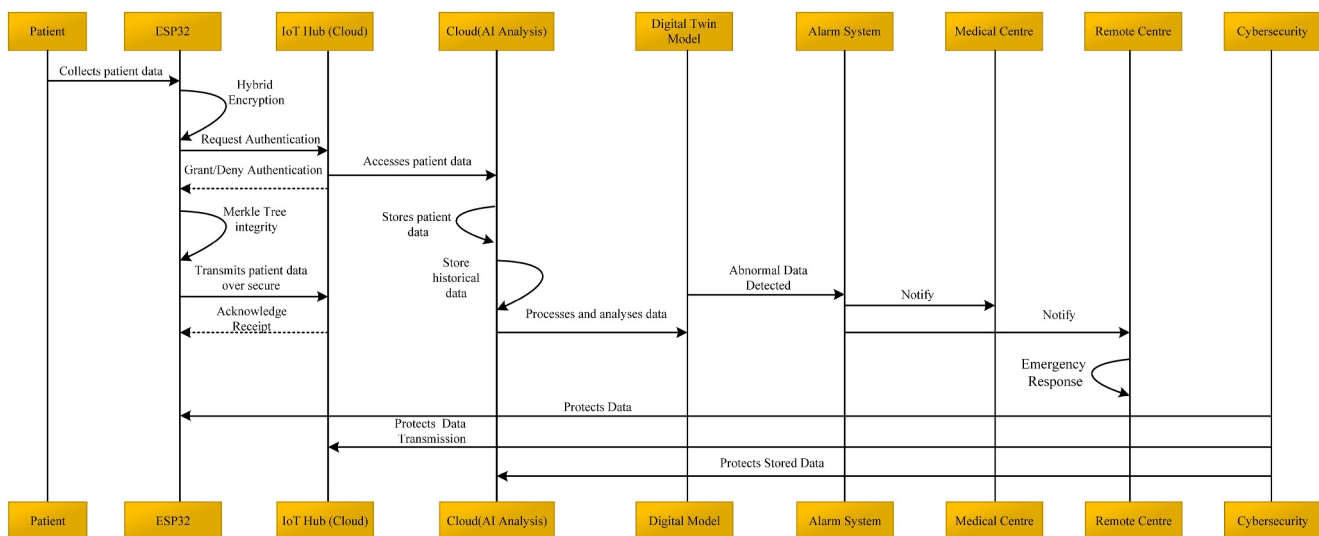 Patient
ESP32
IoT Hub (Cloud)
Cloud(AI Analysis)
Digital Twin
Model
Alarm System
Medical Centre
Remote Centre
Cybersecurity
Collects patient data
Hybrid
Encryption
Request Authentication
Accesses patient data
Grant/Deny Authentication
Merkle Tree
integrity
Stores patient
data
Store
historical
data
Transmits patient data
over secure
Abnormal Data
Detected
Notify
Acknowledge
Receipt
Processes and analyses data
Notify
Emergency
Response
Protects Data
Protects Data
Transmission
Protects Stored Data
Patient
ESP32
IoT Hub (Cloud)
Cloud(AI Analysis)
Digital Model
Alarm System
Medical Centre
Remote Centre
Cybersecurity